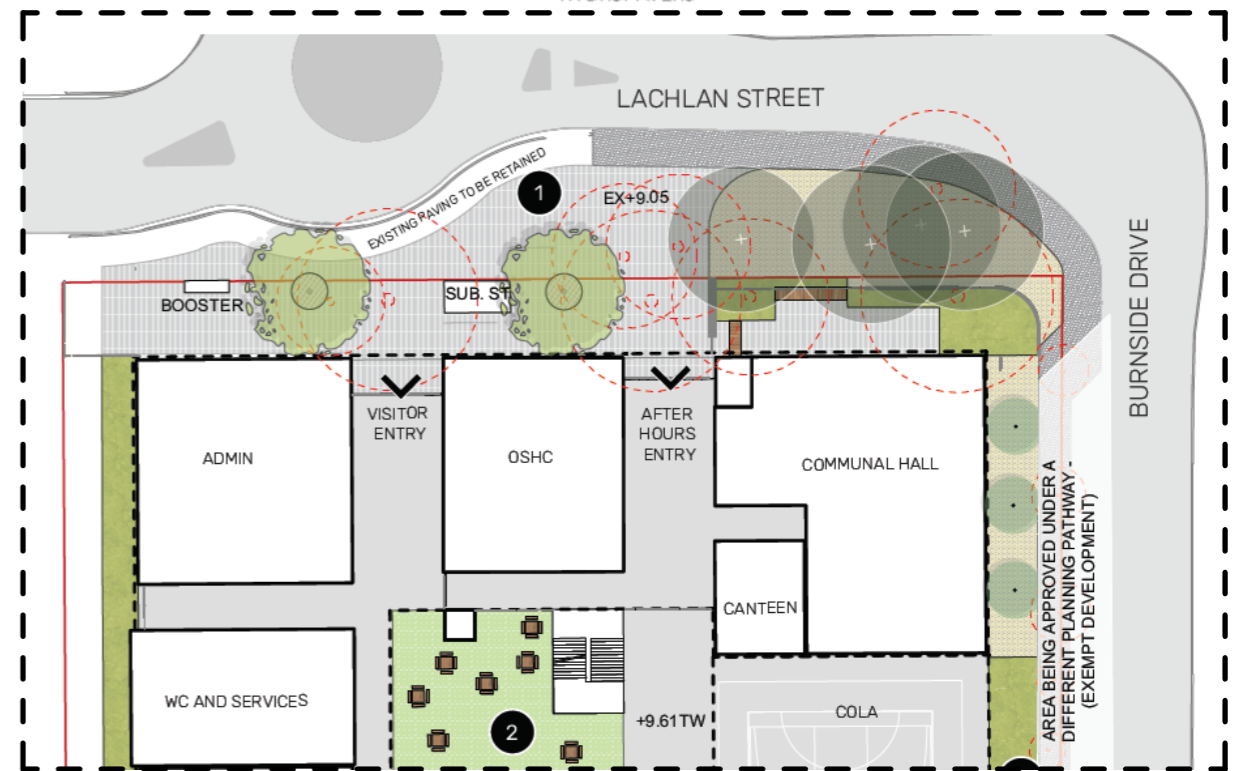 LACHLAN STREET
EXISTING PAVING TO BE RETAINED
1
EX+9.05
BURNSIDE DRIVE
BOOSTER
SUB. ST.
VISITOR
ENTRY
AFTER
HOURS
ENTRY
ADMIN
OSHC
COMMUNAL HALL
CANTEEN
AREA BEING APPROVED UNDER A
DIFFERENT PLANNING PATHWAY -
(EXEMPT DEVELOPMENT)
WC AND SERVICES
2
+9.61TW
COLA